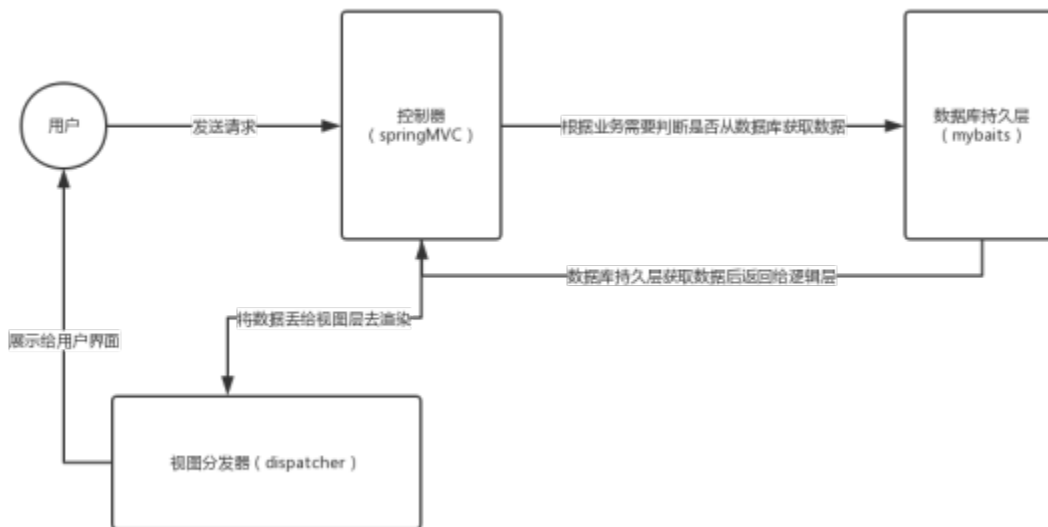 用户
发送请求
控制器
（springMVC）
根据业务需要判断是否从数据库获取数据
数据库持久层
（mybaits）
数据库持久层获取数据后返回给逻辑层
将数据丢给视图层去渲染
展示给用户界面
视图分发器（dispatcher）